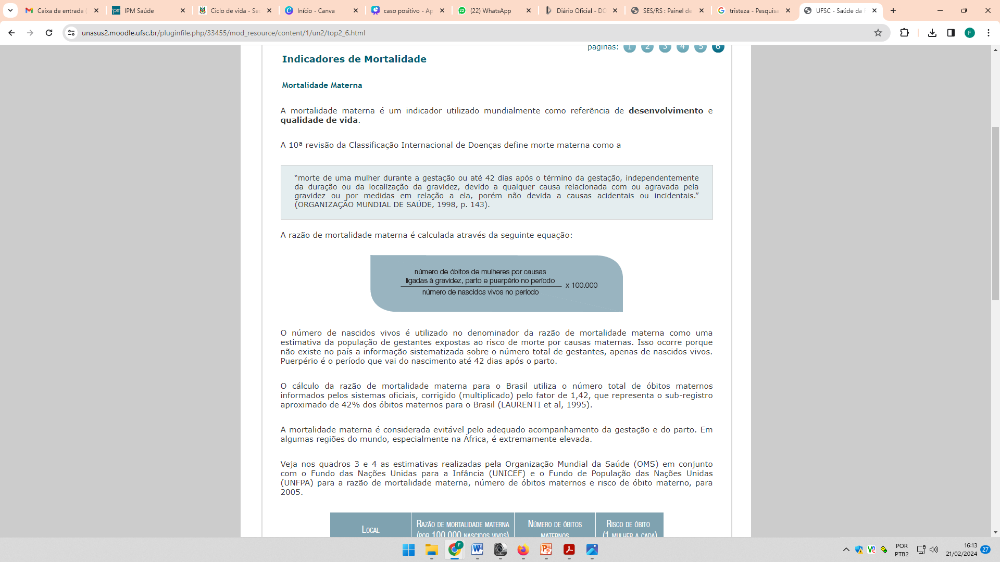 Caixa de entrada (
IPM Saúde
Ciclo de vida - Sec
Início - Canva
caso positivo - Ap
(22) WhatsApp
Diário Oficial - DO
SES/RS : Painel de
tristeza - Pesquisa
UFSC - Saúde da
unasus2.moodle.ufsc.br/pluginfile.php/33455/mod_resource/content/1/un2/top2_6.html
F
páginas: 1 2 3 4 5 6
Indicadores de Mortalidade
Mortalidade Materna
A mortalidade materna é um indicador utilizado mundialmente como referência de desenvolvimento e
qualidade de vida.
A 10ª revisão da Classificação Internacional de Doenças define morte materna como a
“morte de uma mulher durante a gestação ou até 42 dias após o término da gestação, independentemente
da duração ou da localização da gravidez, devido a qualquer causa relacionada com ou agravada pela
gravidez ou por medidas em relação a ela, porém não devida a causas acidentais ou incidentais.”
(ORGANIZAÇÃO MUNDIAL DE SAÚDE, 1998, p. 143).
A razão de mortalidade materna é calculada através da seguinte equação:
número de óbitos de mulheres por causas
ligadas à gravidez, parto e puerpério no período
x 100.000
número de nascidos vivos no período
O número de nascidos vivos é utilizado no denominador da razão de mortalidade materna como uma
estimativa da população de gestantes expostas ao risco de morte por causas maternas. Isso ocorre porque
não existe no país a informação sistematizada sobre o número total de gestantes, apenas de nascidos vivos.
Puerpério é o período que vai do nascimento até 42 dias após o parto.
O cálculo da razão de mortalidade materna para o Brasil utiliza o número total de óbitos maternos
informados pelos sistemas oficiais, corrigido (multiplicado) pelo fator de 1,42, que representa o sub-registro
aproximado de 42% dos óbitos maternos para o Brasil (LAURENTI et al, 1995).
A mortalidade materna é considerada evitável pelo adequado acompanhamento da gestação e do parto. Em
algumas regiões do mundo, especialmente na África, é extremamente elevada.
Veja nos quadros 3 e 4 as estimativas realizadas pela Organização Mundial da Saúde (OMS) em conjunto
com o Fundo das Nações Unidas para a Infância (UNICEF) e o Fundo de População das Nações Unidas
(UNFPA) para a razão de mortalidade materna, número de óbitos maternos e risco de óbito materno, para
2005.
Local
Razão de mortalidade materna
(por 100.000 nascidos vivos)
Número de óbitos
maternos
Risco de óbito
(1 mulher a cada)
POR
PTB2
16:13
21/02/2024
27